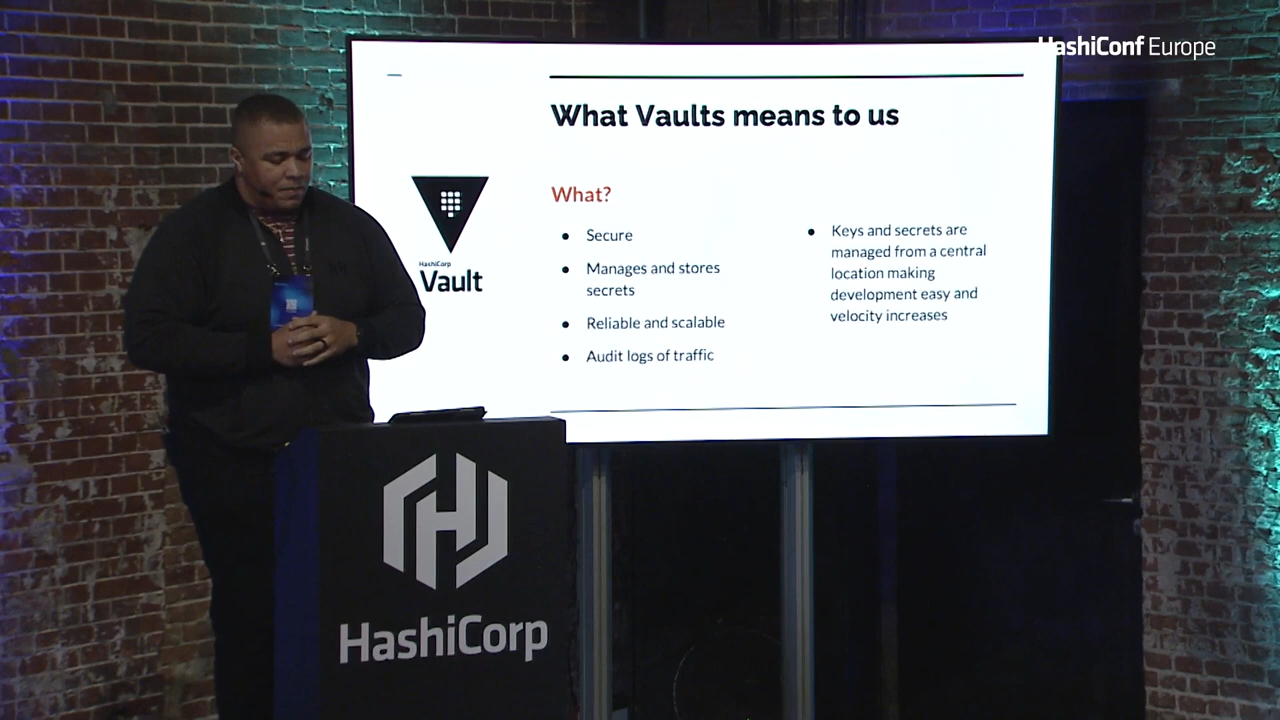 HashiConf Europe
What Vaults means to us
HashiCorp
Vault
What?
● Secure
● Manages and stores
secrets
● Reliable and scalable
● Audit logs of traffic
● Keys and secrets are
managed from a central
location making
development easy and
velocity increases
HashiCorp